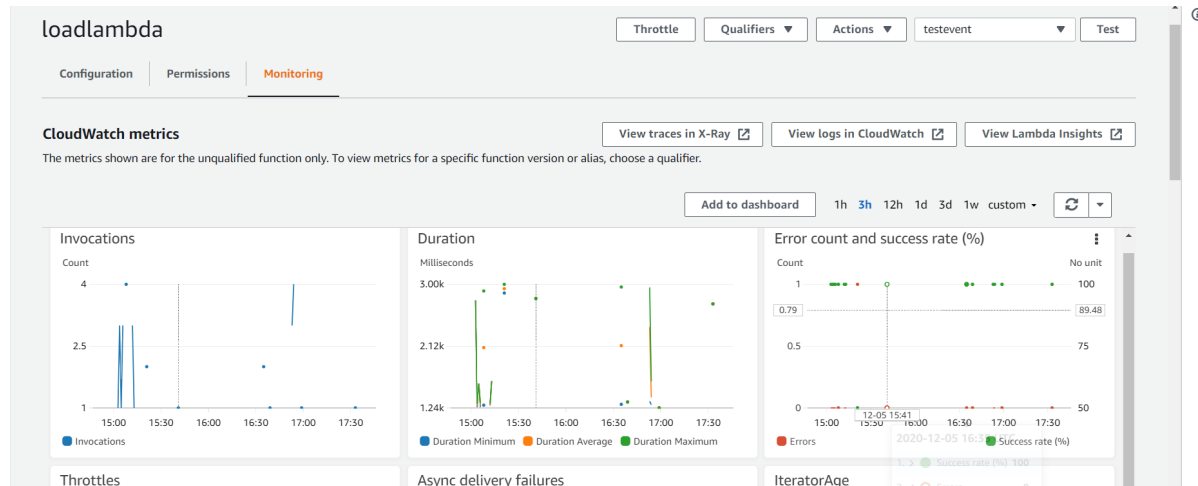 loadlambda
Throttle Qualifiers Actions testevent Test
Configuration Permissions Monitoring
CloudWatch metrics
View traces in X-Ray View logs in CloudWatch View Lambda Insights
The metrics shown are for the unqualified function only. To view metrics for a specific function version or alias, choose a qualifier.
Add to dashboard 1h 3h 12h 1d 3d 1w custom
Invocations
Count
4
2.5
1
15:00 15:30 16:00 16:30 17:00 17:30
Invocations
Duration
Milliseconds
3.00k
2.12k
1.24k
15:00 15:30 16:00 16:30 17:00 17:30
Duration Minimum Duration Average Duration Maximum
Error count and success rate (%)
Count No unit
1 100
0.79 89.48
0.5 75
0 50
12-05 15:41
15:00 15:30 16:00 16:30 17:00 17:30
Errors Success rate (%)
2020-12-05 16:3
1. > Success rate (%) 100
Throttles Async delivery failures IteratorAge